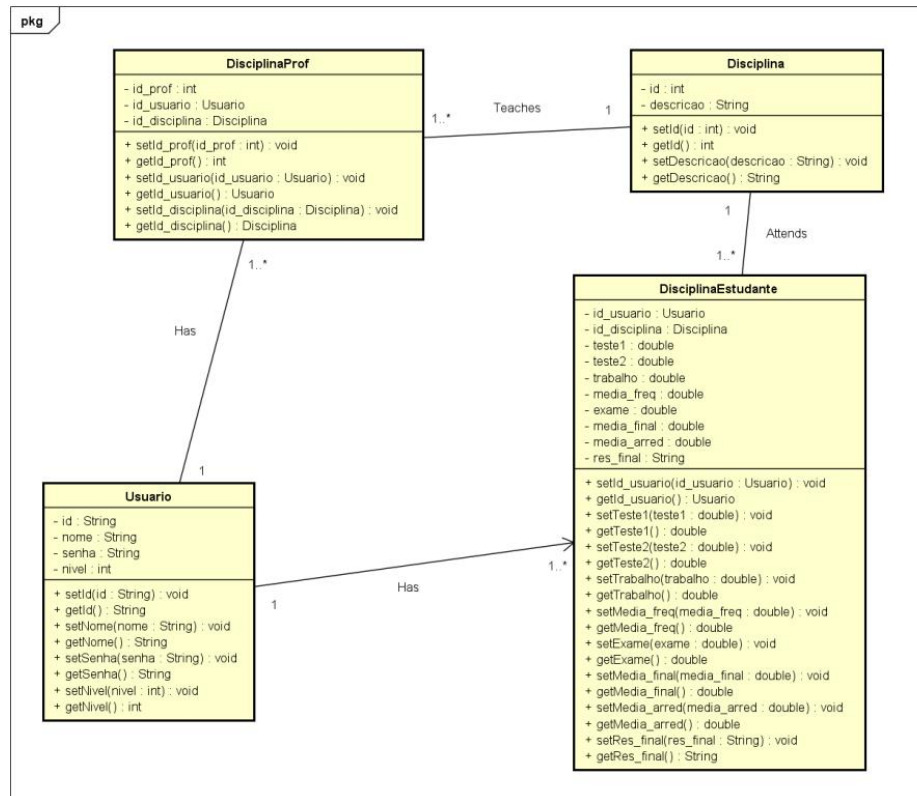 pkg
DisciplinaProf
- id_prof : int
- id_usuario : Usuario
- id_disciplina : Disciplina
+ setId_prof(id_prof : int) : void
+ getId_prof() : int
+ setId_usuario(id_usuario : Usuario) : void
+ getId_usuario() : Usuario
+ setId_disciplina(id_disciplina : Disciplina) : void
+ getId_disciplina() : Disciplina
1..*
Teaches
1
Disciplina
- id : int
- descricao : String
+ setId(id : int) : void
+ getId() : int
+ setDescricao(descricao : String) : void
+ getDescricao() : String
1
Attends
1..*
1..*
Has
1
DisciplinaEstudante
- id_usuario : Usuario
- id_disciplina : Disciplina
- teste1 : double
- teste2 : double
- trabalho : double
- media_freq : double
- exame : double
- media_final : double
- media_arred : double
- res_final : String
+ setId_usuario(id_usuario : Usuario) : void
+ getId_usuario() : Usuario
+ setTeste1(teste1 : double) : void
+ getTeste1() : double
+ setTeste2(teste2 : double) : void
+ getTeste2() : double
+ setTrabalho(trabalho : double) : void
+ getTrabalho() : double
+ setMedia_freq(media_freq : double) : void
+ getMedia_freq() : double
+ setExame(exame : double) : void
+ getExame() : double
+ setMedia_final(media_final : double) : void
+ getMedia_final() : double
+ setMedia_arred(media_arred : double) : void
+ getMedia_arred() : double
+ setRes_final(res_final : String) : void
+ getRes_final() : String
Usuario
- id : String
- nome : String
- senha : String
- nivel : int
+ setId(id : String) : void
+ getId() : String
+ setNome(nome : String) : void
+ getNome() : String
+ setSenha(senha : String) : void
+ getSenha() : String
+ setNivel(nivel : int) : void
+ getNivel() : int
1
Has
1..*